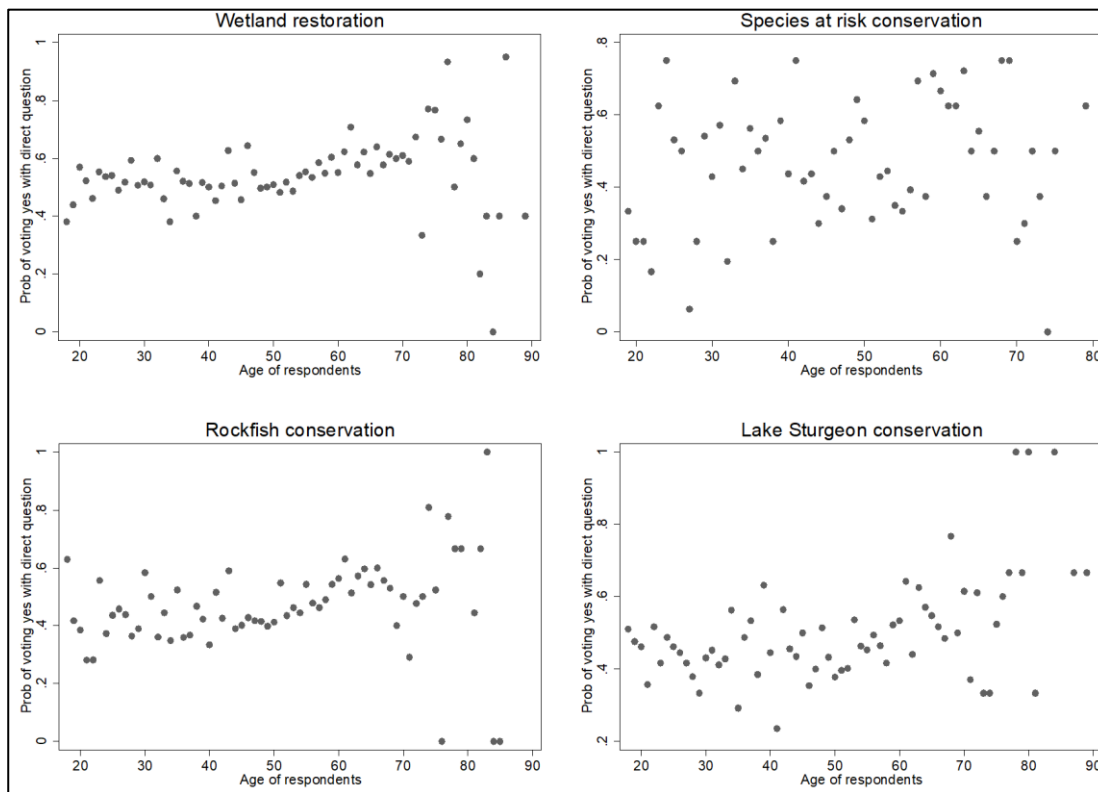 Wetland restoration
Prob of voting yes with direct question
1
.8
.6
.4
.2
0
20 30 40 50 60 70 80 90
Age of respondents
Species at risk conservation
Prob of voting yes with direct question
.8
.6
.4
.2
0
20 30 40 50 60 70 80
Age of respondents
Rockfish conservation
Prob of voting yes with direct question
1
.8
.6
.4
.2
0
20 30 40 50 60 70 80 90
Age of respondents
Lake Sturgeon conservation
Prob of voting yes with direct question
1
.8
.6
.4
.2
20 30 40 50 60 70 80 90
Age of respondents